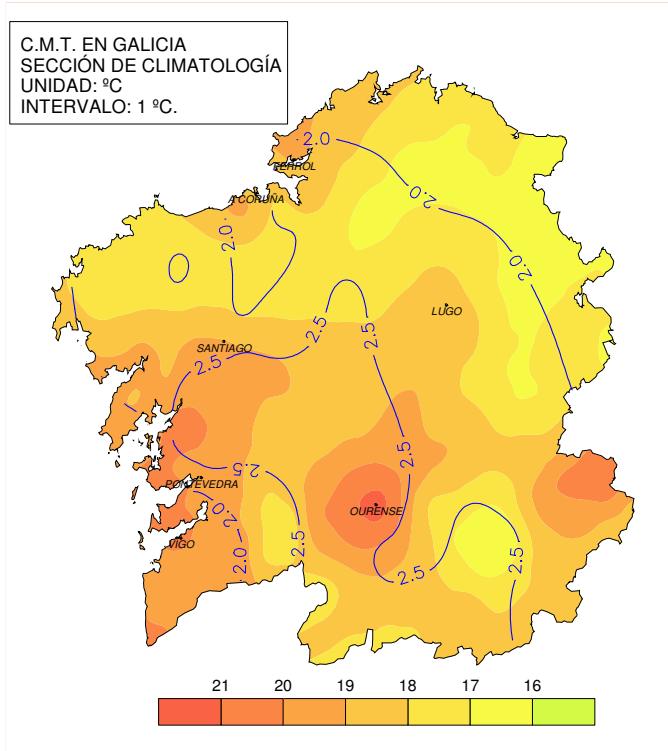 C.M.T. EN GALICIA
SECCIÓN DE CLIMATOLOGÍA
UNIDAD: ºC
INTERVALO: 1 ºC.
2.0
FERROL
2.0
A CORUÑA
2.0
2.0
LUGO
2.5
2.5
SANTIAGO
2.5
2.5
2.5
PONTEVEDRA
2.0
OURENSE
VIGO
2.5
2.0
2.5
2.5
21 20 19 18 17 16